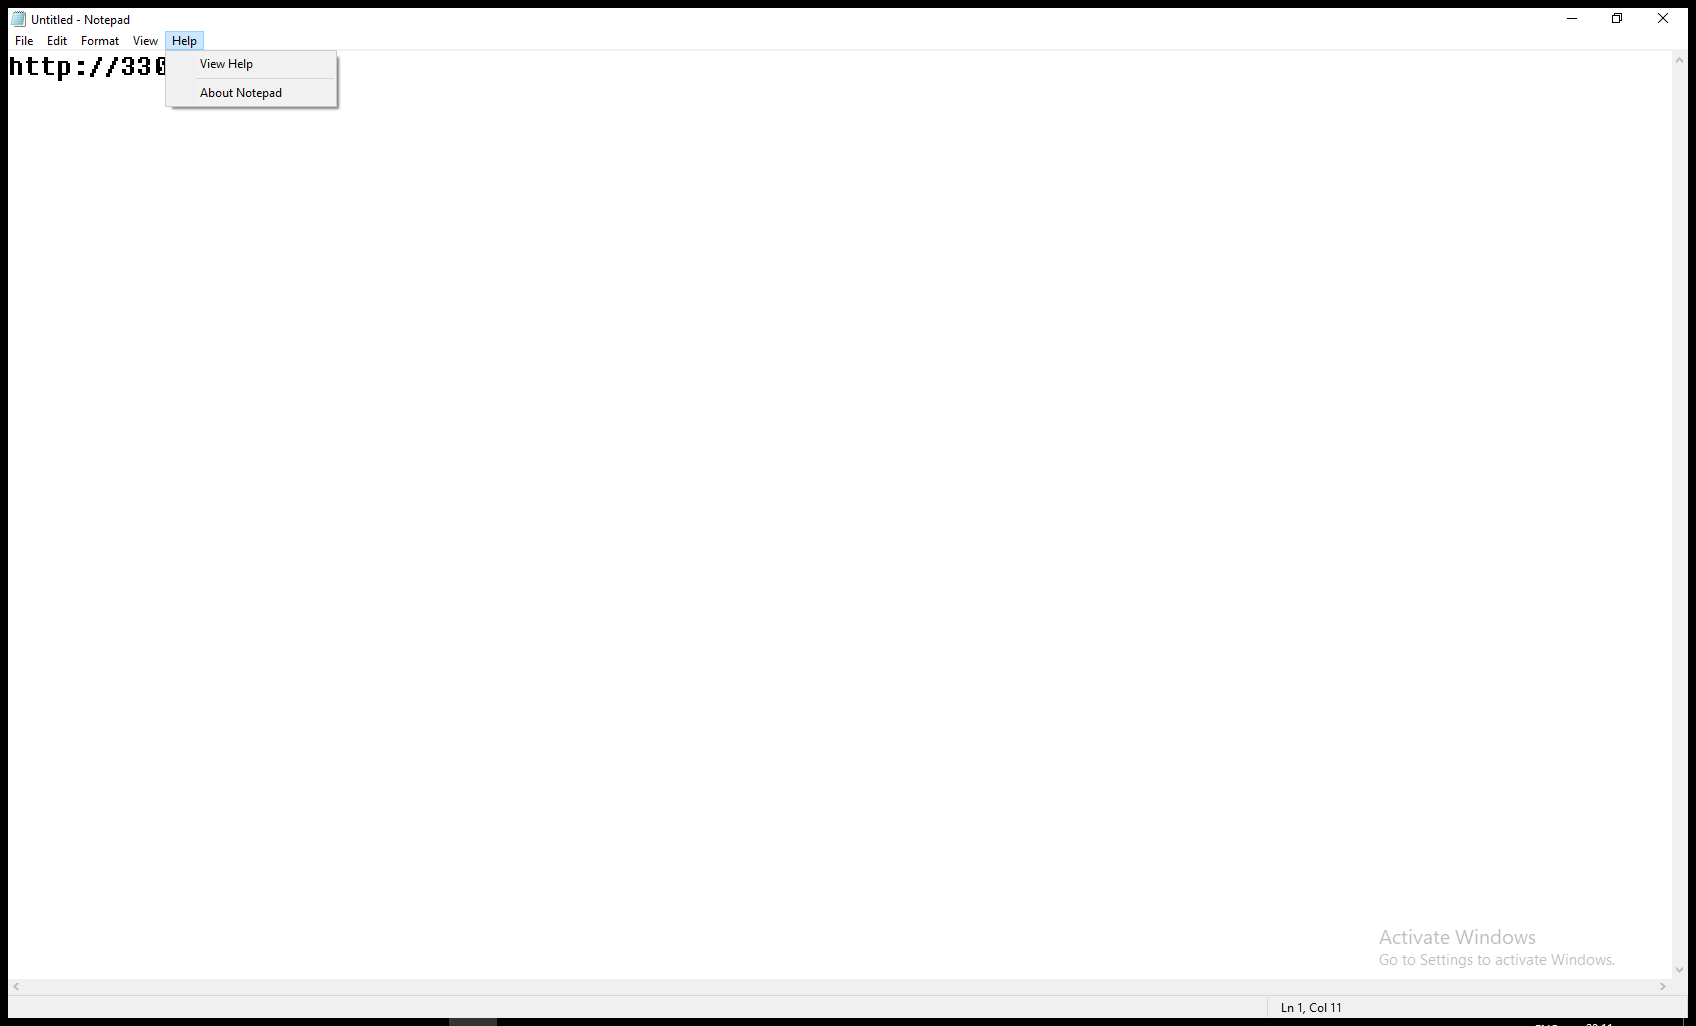 Untitled - Notepad
File Edit Format View Help
http://330
View Help
About Notepad
Activate Windows
Go to Settings to activate Windows.
Ln 1, Col 11